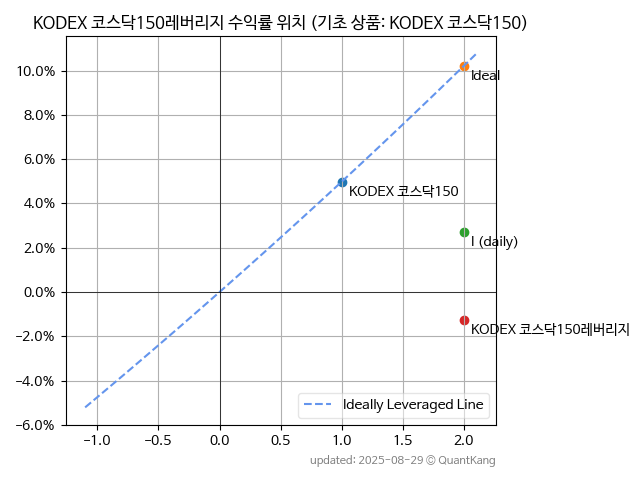 KODEX 코스닥150레버리지 수익률 위치 (기초 상품: KODEX 코스닥150)
10.0%
8.0%
6.0%
4.0%
2.0%
0.0%
−2.0%
−4.0%
−6.0%
Ideal
KODEX 코스닥150
I (daily)
KODEX 코스닥150레버리지
Ideally Leveraged Line
−1.0 −0.5 0.0 0.5 1.0 1.5 2.0
updated: 2025-08-29 © QuantKang